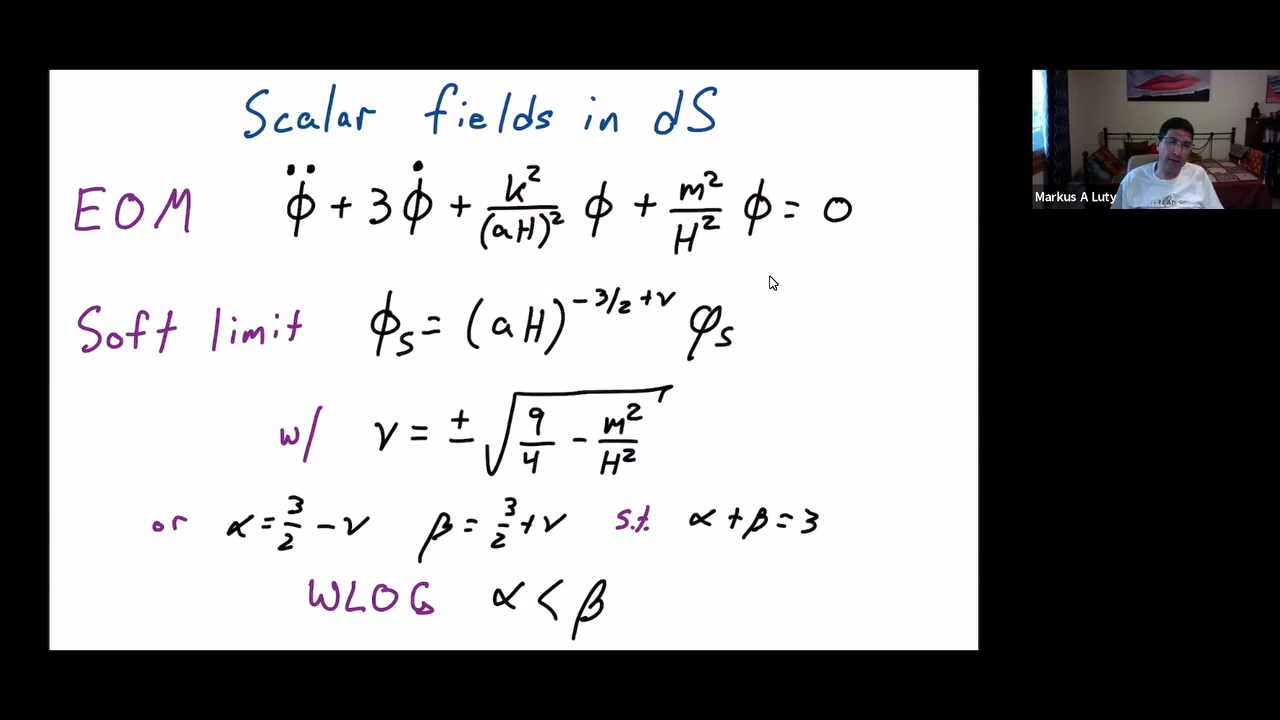 Scalar fields in dS
EOM ϕ̈ + 3ϕ̇ + k²/(aH)² ϕ + m²/H² ϕ = 0
Soft limit ϕ_S = (aH)^(-3/2 + ν) φ_S
w/ ν = ± √(9/4 - m²/H²)
or α = 3/2 - ν β = 3/2 + ν s.t. α + β = 3
WLOG α < β
Markus A Luty